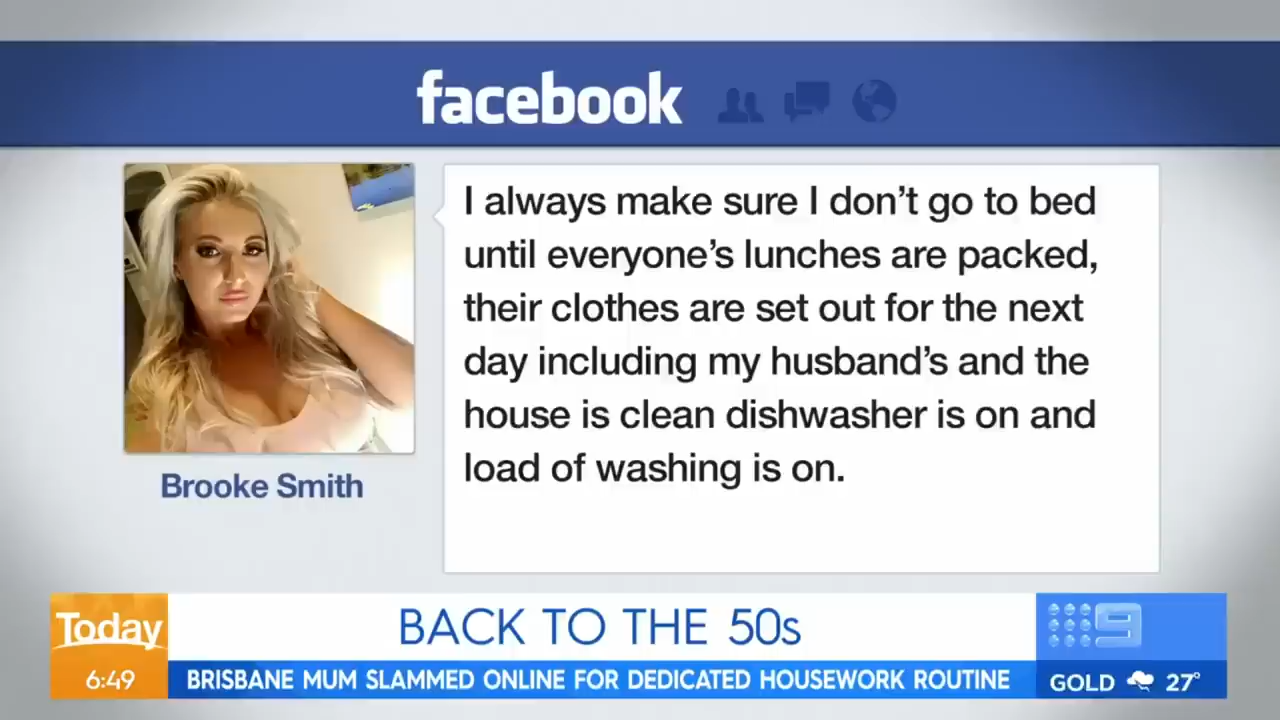 facebook
I always make sure I don't go to bed
until everyone's lunches are packed,
their clothes are set out for the next
day including my husband's and the
house is clean dishwasher is on and
load of washing is on.
Brooke Smith
Today
6:49
BACK TO THE 50s
BRISBANE MUM SLAMMED ONLINE FOR DEDICATED HOUSEWORK ROUTINE
9
GOLD 27°